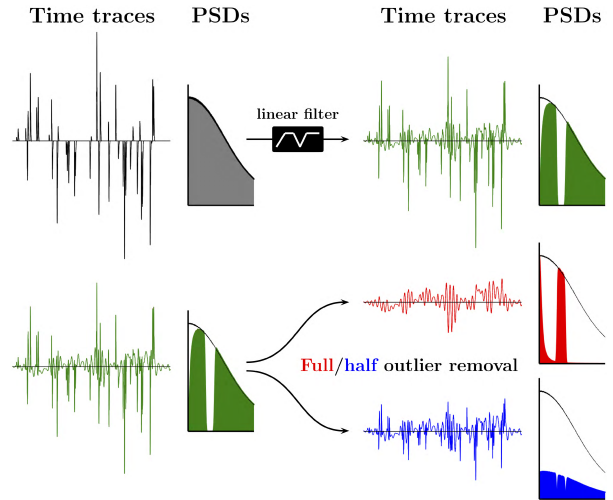 Time traces PSDs Time traces PSDs
linear filter
Full/half outlier removal